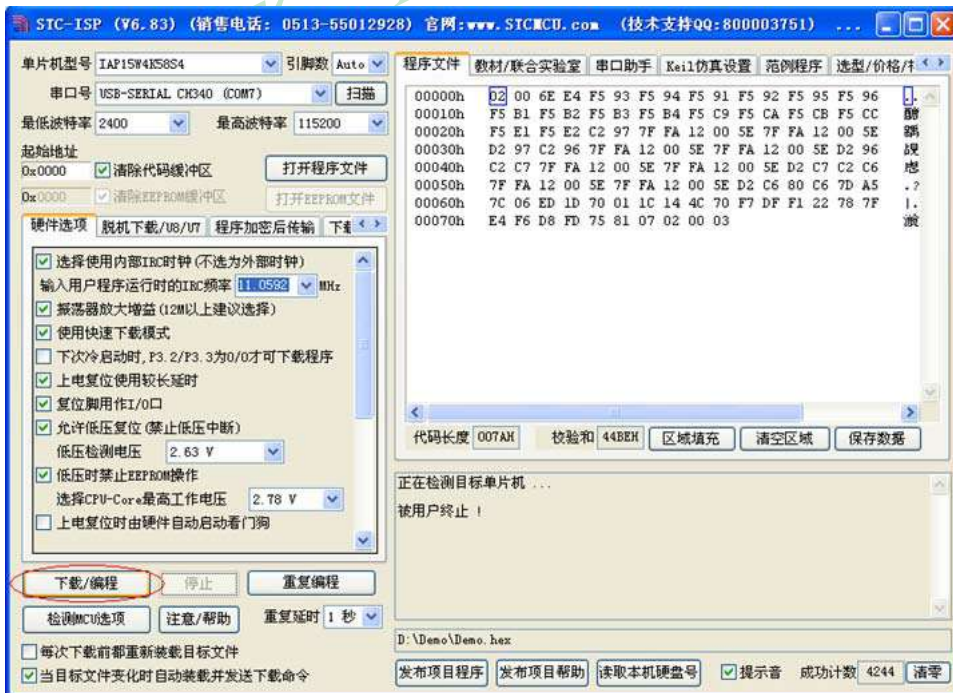 STC-ISP (V6.83) (销售电话: 0513-55012928) 官网:www.STCMCU.com (技术支持QQ:800003751) ...
单片机型号 IAP15W4K58S4 引脚数 Auto
串口号 USB-SERIAL CH340 (COM7) 扫描
最低波特率 2400 最高波特率 115200
起始地址
0x0000 清除代码缓冲区 打开程序文件
0x0000 清除EEPROM缓冲区 打开EEPROM文件
硬件选项 脱机下载/U8/U7 程序加密后传输
选择使用内部IRC时钟(不选为外部时钟)
输入用户程序运行时的IRC频率 11.0592 MHz
振荡器放大增益(12M以上建议选择)
使用快速下载模式
下次冷启动时,P3.2/P3.3为0/0才可下载程序
上电复位使用较长延时
复位脚用作I/O口
允许低压复位(禁止低压中断)
低压检测电压 2.63 V
低压时禁止EEPROM操作
选择CPU-Core最高工作电压 2.78 V
上电复位时由硬件自动启动看门狗
下载/编程 停止 重复编程
检测MCU选项 注意/帮助 重复延时 1 秒
每次下载前都重新装载目标文件
当目标文件变化时自动装载并发送下载命令
程序文件 教材/联合实验室 串口助手 Keil仿真设置 范例程序 选型/价格/
00000h 02 00 6E E4 F5 93 F5 94 F5 91 F5 92 F5 95 F5 96 ..
00010h F5 B1 F5 B2 F5 B3 F5 B4 F5 C9 F5 CA F5 CB F5 CC
00020h F5 E1 F5 E2 C2 97 7F FA 12 00 5E 7F FA 12 00 5E
00030h D2 97 C2 96 7F FA 12 00 5E 7F FA 12 00 5E D2 96
00040h C2 C7 7F FA 12 00 5E 7F FA 12 00 5E D2 C7 C2 C6
00050h 7F FA 12 00 5E 7F FA 12 00 5E D2 C6 80 C6 7D A5 .?
00060h 7C 06 ED 1D 70 01 1C 14 4C 70 F7 DF F1 22 78 7F |.
00070h E4 F6 D8 FD 75 81 07 02 00 03
代码长度 007AH 校验和 44BEH 区域填充 清空区域 保存数据
正在检测目标单片机 ...
被用户终止 !
D:\Demo\Demo.hex
发布项目程序 发布项目帮助 读取本机硬盘号 提示音 成功计数 4244 清零